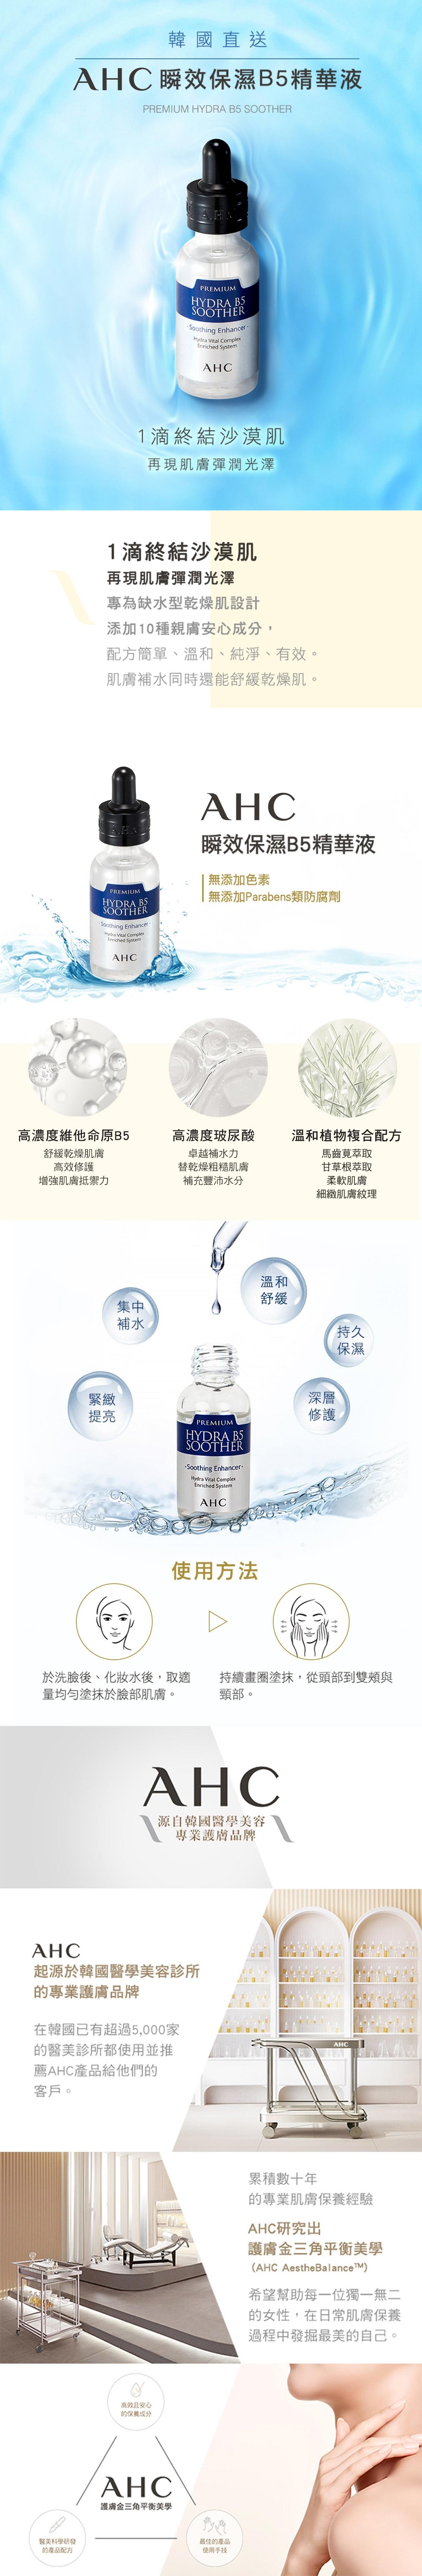 韓國直送
AHC 瞬效保濕B5精華液
PREMIUM HYDRA B5 SOOTHER
PREMIUM
HYDRA B5
SOOTHER
-Soothing Enhancer-
Hydra Vital Complex
Enriched System
AHC
1滴終結沙漠肌
再現肌膚彈潤光澤
1滴終結沙漠肌
再現肌膚彈潤光澤
專為缺水型乾燥肌設計
添加10種親膚安心成分，
配方簡單、溫和、純淨、有效。
肌膚補水同時還能舒緩乾燥肌。
AHC
瞬效保濕B5精華液
無添加色素
無添加Parabens類防腐劑
PREMIUM
HYDRA B5
SOOTHER
-Soothing Enhancer-
Hydra Vital Complex
Enriched System
AHC
高濃度維他命原B5
舒緩乾燥肌膚
高效修護
增強肌膚抵禦力
高濃度玻尿酸
卓越補水力
替乾燥粗糙肌膚
補充豐沛水分
溫和植物複合配方
馬齒莧萃取
甘草根萃取
柔軟肌膚
細緻肌膚紋理
溫和
舒緩
集中
補水
持久
保濕
緊緻
提亮
深層
修護
PREMIUM
HYDRA B5
SOOTHER
-Soothing Enhancer-
Hydra Vital Complex
Enriched System
AHC
使用方法
於洗臉後、化妝水後，取適
量均勻塗抹於臉部肌膚。
持續畫圈塗抹，從頭部到雙頰與
頸部。
AHC
源自韓國醫學美容
專業護膚品牌
AHC
起源於韓國醫學美容診所
的專業護膚品牌
在韓國已有超過5,000家
的醫美診所都使用並推
薦AHC產品給他們的
客戶。
AHC
累積數十年
的專業肌膚保養經驗
AHC研究出
護膚金三角平衡美學
(AHC AestheBalance™)
希望幫助每一位獨一無二
的女性，在日常肌膚保養
過程中發掘最美的自己。
高效且安心
的保養成分
AHC
護膚金三角平衡美學
醫美科學研發
的產品配方
最佳的產品
使用手技